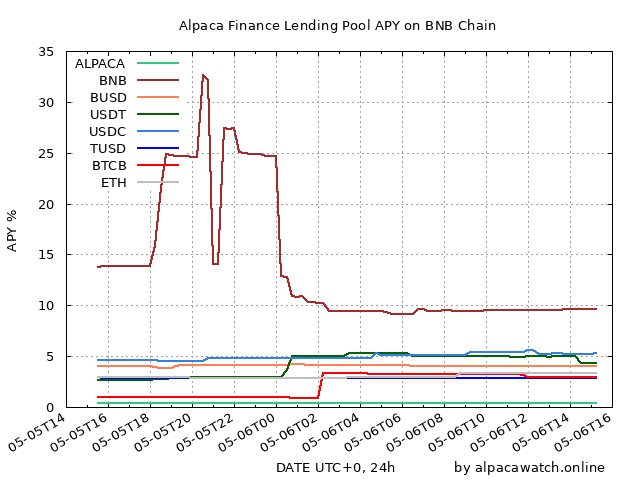 Alpaca Finance Lending Pool APY on BNB Chain
35
30
25
20
15
10
5
0
APY %
ALPACA
BNB
BUSD
USDT
USDC
TUSD
BTCB
ETH
05-05T14
05-05T16
05-05T18
05-05T20
05-05T22
05-06T00
05-06T02
05-06T04
05-06T06
05-06T08
05-06T10
05-06T12
05-06T14
05-06T16
DATE UTC+0, 24h
by alpacawatch.online